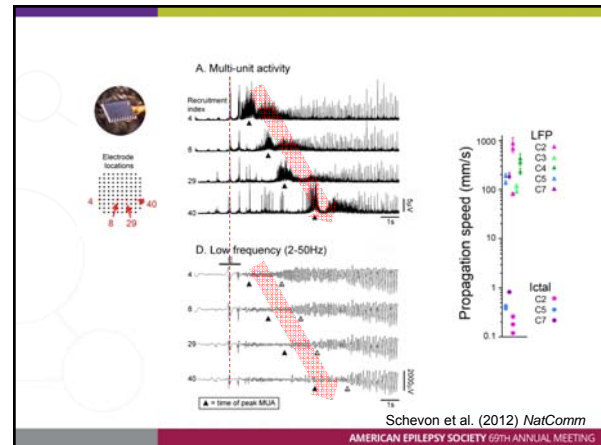 A. Multi-unit activity
Recruitment
index
4
8
29
40
5µV
1s
Electrode
locations
4
40
8
29
D. Low frequency (2-50Hz)
4
8
29
40
2000µV
1s
▲ = time of peak MUA
Propagation speed (mm/s)
1000
100
10
1
0.1
LFP
C2
C3
C4
C5
C7
Ictal
C2
C5
C7
Schevon et al. (2012) NatComm
AMERICAN EPILEPSY SOCIETY 69TH ANNUAL MEETING